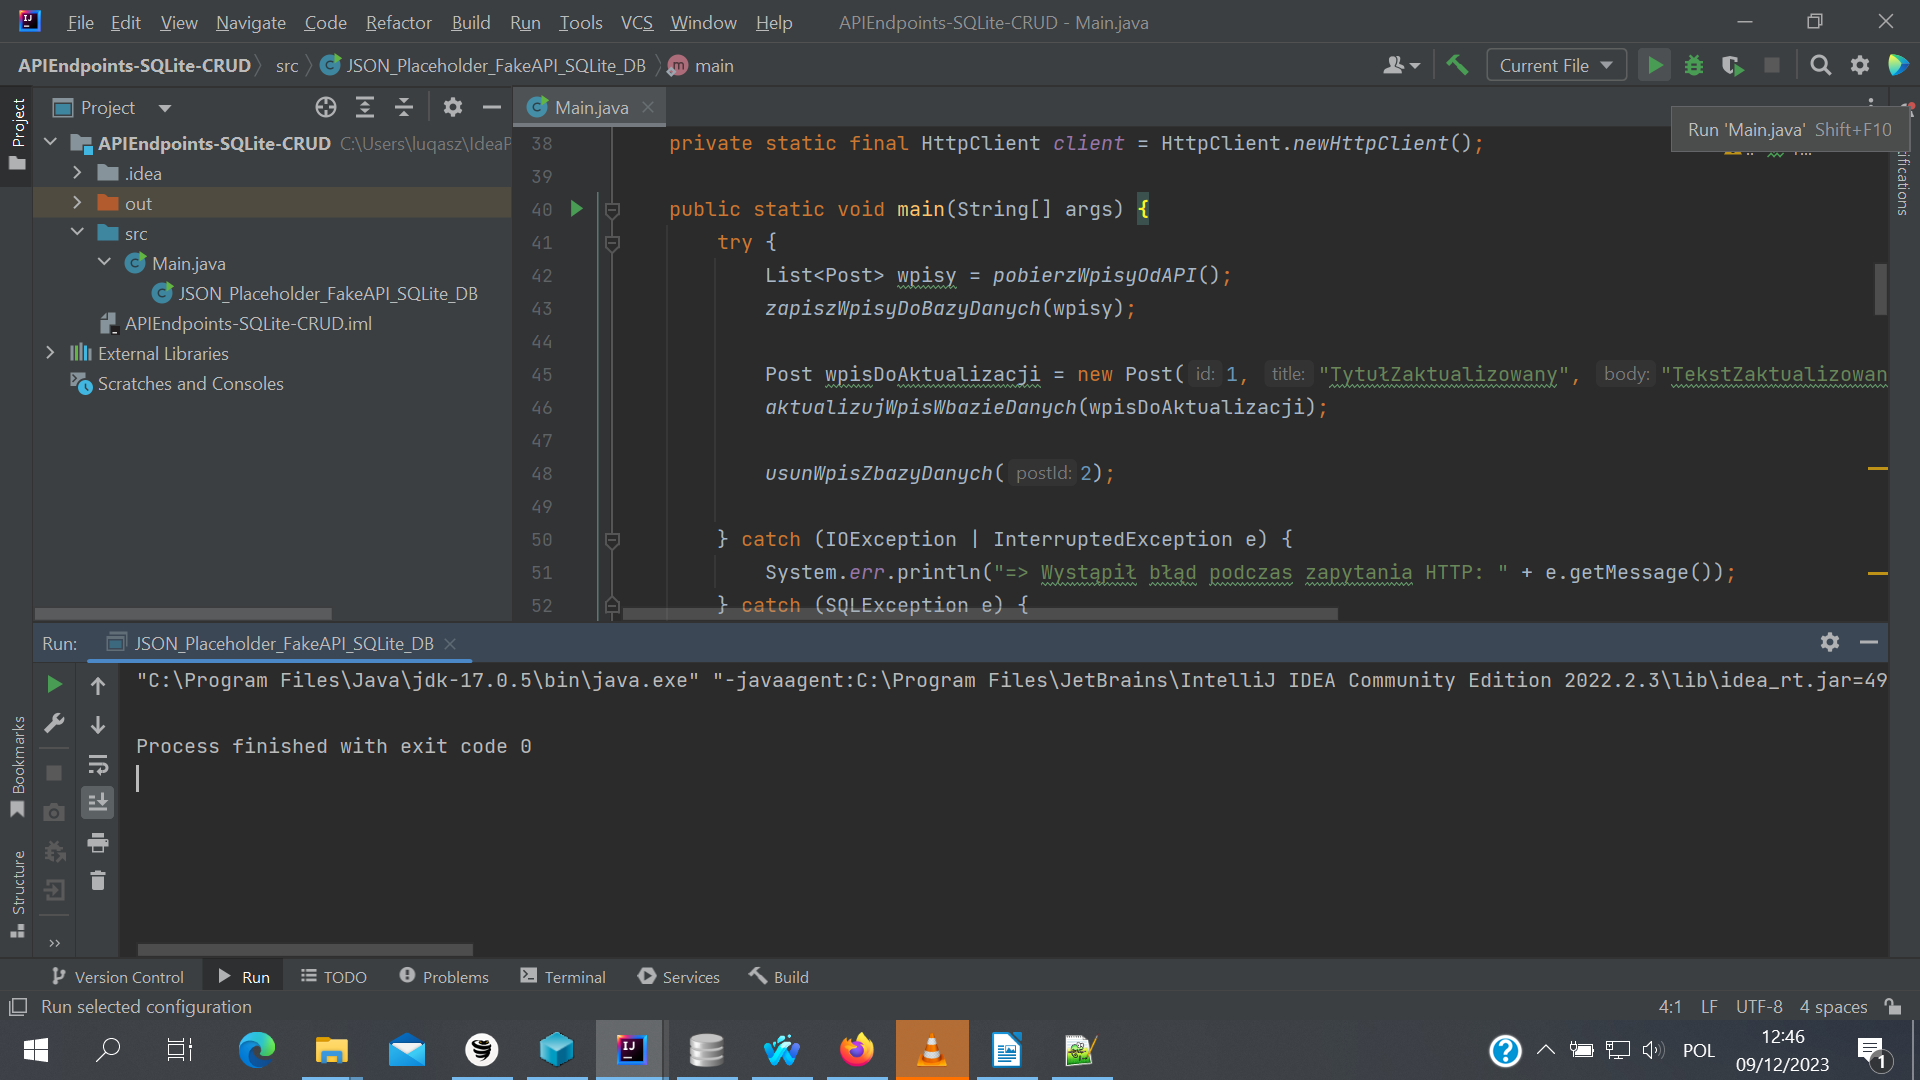 File Edit View Navigate Code Refactor Build Run Tools VCS Window Help APIEndpoints-SQLite-CRUD - Main.java
APIEndpoints-SQLite-CRUD src JSON_Placeholder_FakeAPI_SQLite_DB m main Current File
Project
Project
Main.java
Run 'Main.java' Shift+F10
APIEndpoints-SQLite-CRUD C:\Users\luqasz\IdeaP
.idea
out
src
Main.java
JSON_Placeholder_FakeAPI_SQLite_DB
APIEndpoints-SQLite-CRUD.iml
External Libraries
Scratches and Consoles
38 private static final HttpClient client = HttpClient.newHttpClient();
39
40 public static void main(String[] args) {
41 try {
42 List<Post> wpisy = pobierzWpisyOdAPI();
43 zapiszWpisyDoBazyDanych(wpisy);
44
45 Post wpisDoAktualizacji = new Post( id: 1, title: "TytułZaktualizowany", body: "TekstZaktualizowan
46 aktualizujWpisWbazieDanych(wpisDoAktualizacji);
47
48 usunWpisZbazyDanych( postId: 2);
49
50 } catch (IOException | InterruptedException e) {
51 System.err.println("=> Wystąpił błąd podczas zapytania HTTP: " + e.getMessage());
52 } catch (SQLException e) {
Run: JSON_Placeholder_FakeAPI_SQLite_DB
"C:\Program Files\Java\jdk-17.0.5\bin\java.exe" "-javaagent:C:\Program Files\JetBrains\IntelliJ IDEA Community Edition 2022.2.3\lib\idea_rt.jar=49
Process finished with exit code 0
Bookmarks
Structure
Version Control Run TODO Problems Terminal Services Build
Run selected configuration 4:1 LF UTF-8 4 spaces
POL 12:46
09/12/2023
1